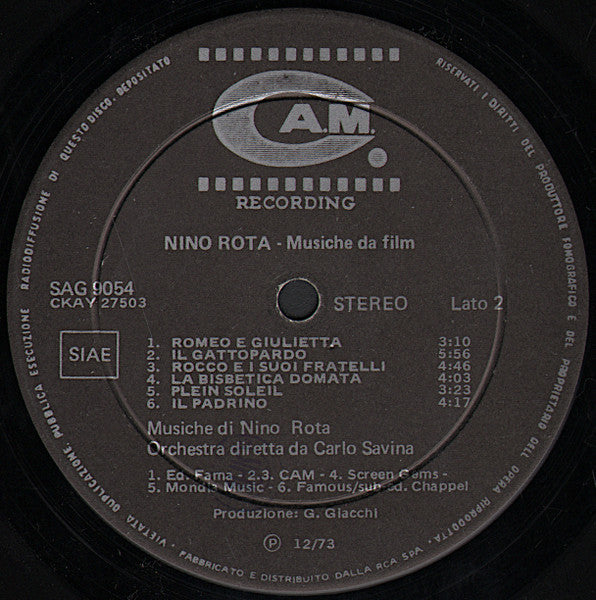 C.A.M.
RECORDING
NINO ROTA - Musiche da film
SAG 9054
CKAY 27503
STEREO
Lato 2
SIAE
1. ROMEO E GIULIETTA 3:10
2. IL GATTOPARDO 5:56
3. ROCCO E I SUOI FRATELLI 4:46
4. LA BISBETICA DOMATA 4:03
5. PLEIN SOLEIL 3:23
6. IL PADRINO 4:17
Musiche di Nino Rota
Orchestra diretta da Carlo Savina
1. Ed. Fama - 2.3. CAM - 4. Screen Gems -
5. Mondia Music - 6. Famous/sub-ed. Chappel
Produzione: G. Giacchi
Ⓟ 12/73
RISERVATI I DIRITTI DEL PRODUTTORE FONOGRAFICO E DEL PROPRIETARIO DELL'OPERA RIPRODOTTA.
FABBRICATO E DISTRIBUITO DALLA RCA SPA -
VIETATA DUPLICAZIONE PUBBLICA ESECUZIONE RADIODIFFUSIONE DI QUESTO DISCO. DEPOSITATO